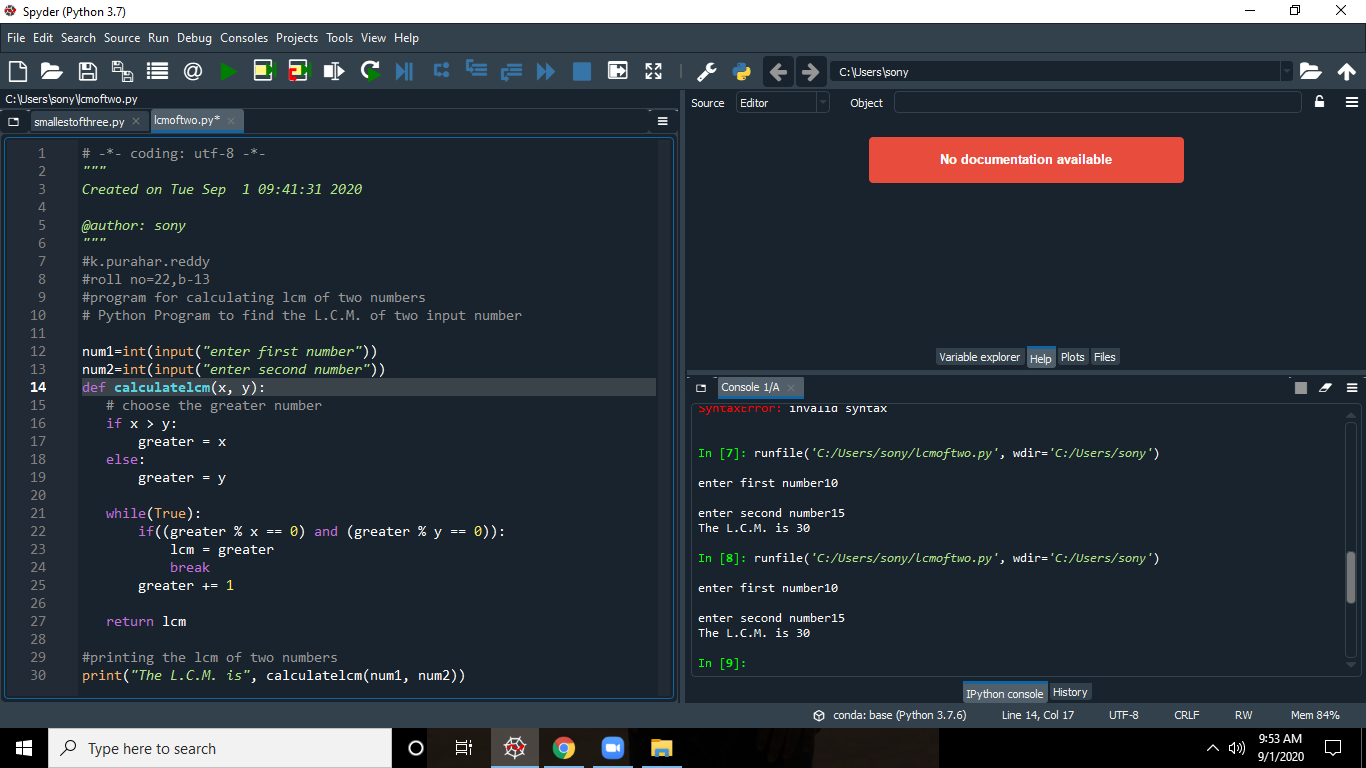 Spyder (Python 3.7)
File Edit Search Source Run Debug Consoles Projects Tools View Help
C:\Users\sony
C:\Users\sony\lcmoftwo.py
smallestofthree.py
lcmoftwo.py*
1 # -*- coding: utf-8 -*-
2 """
3 Created on Tue Sep  1 09:41:31 2020
4
5 @author: sony
6 """
7 #k.purahar.reddy
8 #roll no=22,b-13
9 #program for calculating lcm of two numbers
10 # Python Program to find the L.C.M. of two input number
11
12 num1=int(input("enter first number"))
13 num2=int(input("enter second number"))
14 def calculatelcm(x, y):
15    # choose the greater number
16    if x > y:
17        greater = x
18    else:
19        greater = y
20
21    while(True):
22        if((greater % x == 0) and (greater % y == 0)):
23            lcm = greater
24            break
25        greater += 1
26
27    return lcm
28
29 #printing the lcm of two numbers
30 print("The L.C.M. is", calculatelcm(num1, num2))
Source Editor Object
No documentation available
Variable explorer Help Plots Files
Console 1/A
SyntaxError: invalid syntax
In [7]: runfile('C:/Users/sony/lcmoftwo.py', wdir='C:/Users/sony')
enter first number10
enter second number15
The L.C.M. is 30
In [8]: runfile('C:/Users/sony/lcmoftwo.py', wdir='C:/Users/sony')
enter first number10
enter second number15
The L.C.M. is 30
In [9]:
IPython console History
conda: base (Python 3.7.6) Line 14, Col 17 UTF-8 CRLF RW Mem 84%
Type here to search
9:53 AM
9/1/2020